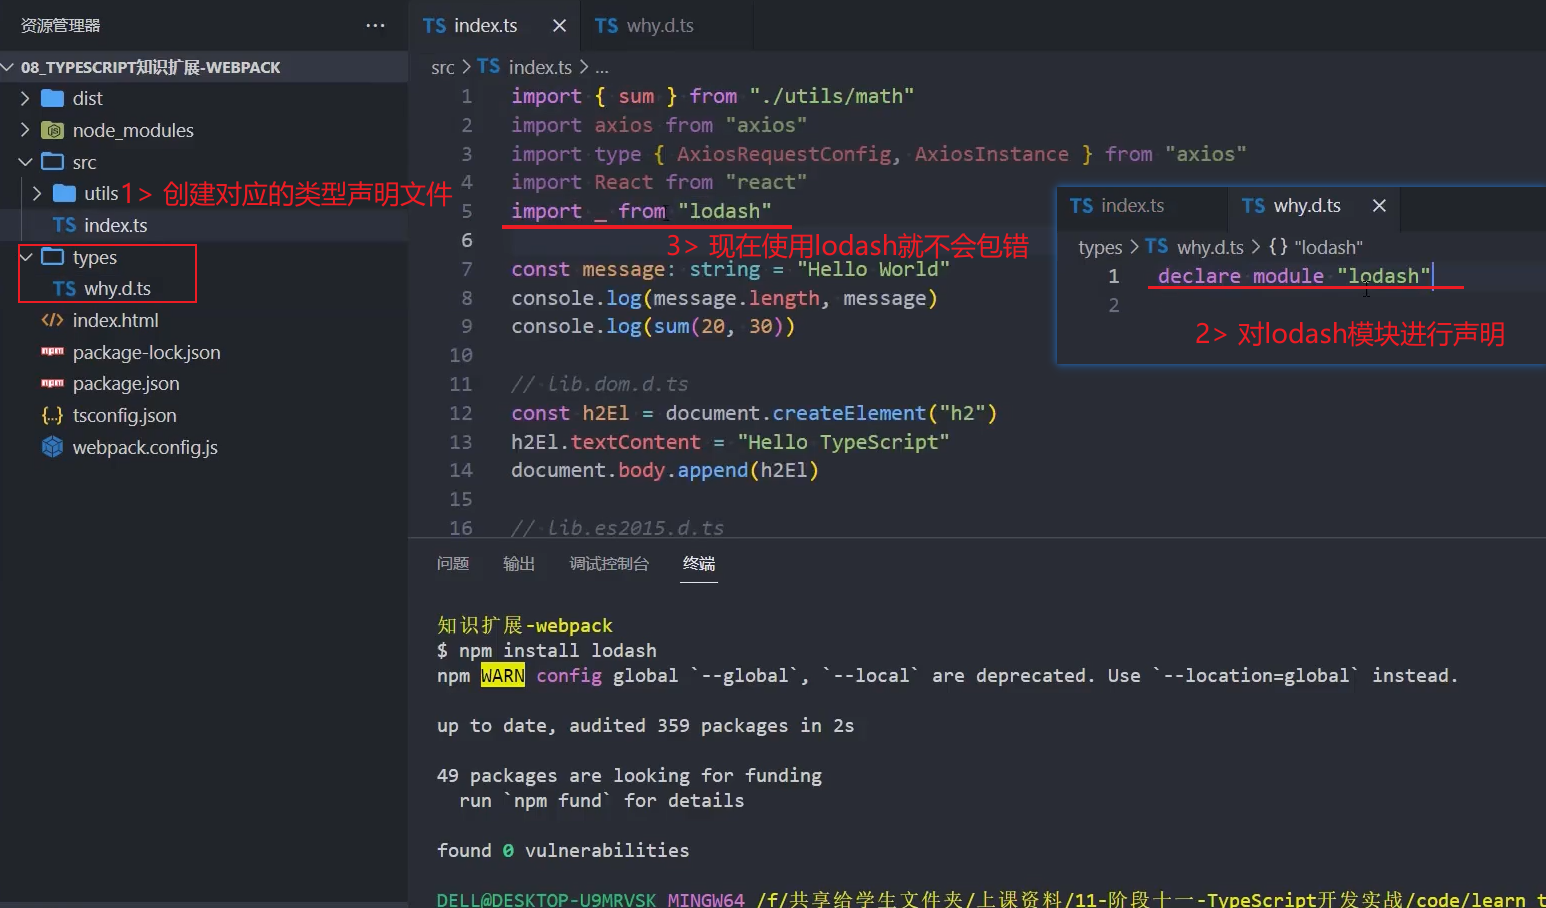 资源管理器
08_TYPESCRIPT知识扩展-WEBPACK
dist
node_modules
src
utils
TS index.ts
types
TS why.d.ts
index.html
package-lock.json
package.json
tsconfig.json
webpack.config.js
1> 创建对应的类型声明文件
TS index.ts
TS why.d.ts
src > TS index.ts > ...
1 import { sum } from "./utils/math"
2 import axios from "axios"
3 import type { AxiosRequestConfig, AxiosInstance } from "axios"
4 import React from "react"
5 import _ from "lodash"
6
3> 现在使用lodash就不会包错
7 const message: string = "Hello World"
8 console.log(message.length, message)
9 console.log(sum(20, 30))
10
11 // lib.dom.d.ts
12 const h2El = document.createElement("h2")
13 h2El.textContent = "Hello TypeScript"
14 document.body.append(h2El)
15
16 // lib.es2015.d.ts
TS index.ts
TS why.d.ts
types > TS why.d.ts > {} "lodash"
1 declare module "lodash"
2
2> 对lodash模块进行声明
问题 输出 调试控制台 终端
知识扩展-webpack
$ npm install lodash
npm WARN config global `--global`, `--local` are deprecated. Use `--location=global` instead.
up to date, audited 359 packages in 2s
49 packages are looking for funding
run `npm fund` for details
found 0 vulnerabilities
DELL@DESKTOP-U9MRVSK MINGW64 /f/共享给学生文件夹/上课资料/11-阶段十一-TypeScript开发实战/code/learn_t